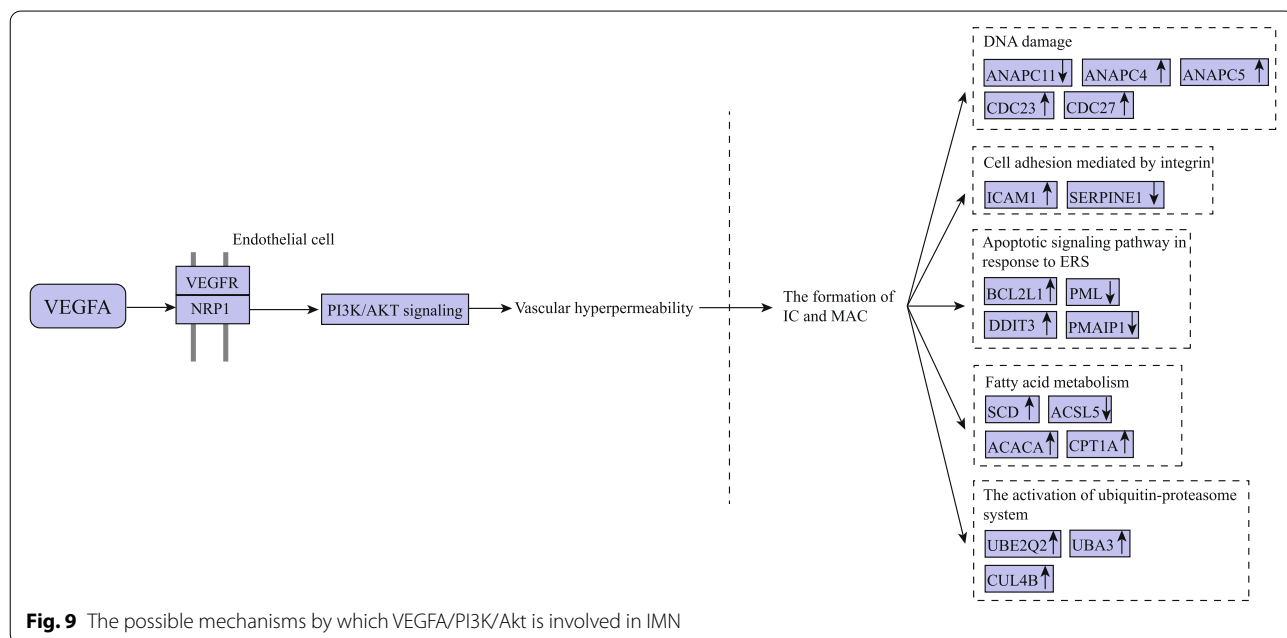 DNA damage
ANAPC11↓ ANAPC4↑ ANAPC5↑
CDC23↑ CDC27↑
Cell adhesion mediated by integrin
ICAM1↑ SERPINE1↓
Endothelial cell
VEGFR
NRP1
VEGFA
PI3K/AKT signaling
Vascular hyperpermeability
The formation of
IC and MAC
Apoptotic signaling pathway in
response to ERS
BCL2L1↑ PML↓
DDIT3↑ PMAIP1↓
Fatty acid metabolism
SCD↑ ACSL5↓
ACACA↑ CPT1A↑
The activation of ubiquitin-proteasome
system
UBE2Q2↑ UBA3↑
CUL4B↑
Fig. 9 The possible mechanisms by which VEGFA/PI3K/Akt is involved in IMN